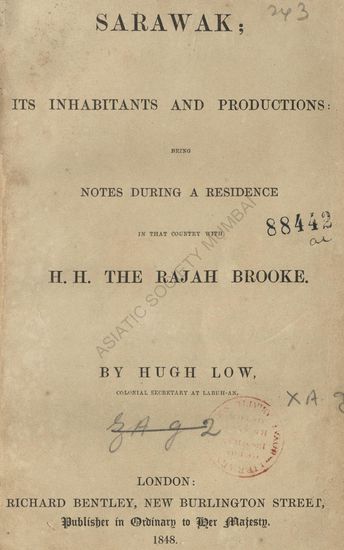 243
SARAWAK;
ITS INHABITANTS AND PRODUCTIONS:
BEING
NOTES DURING A RESIDENCE
IN THAT COUNTRY WITH
88442
H. H. THE RAJAH BROOKE.
ASIATIC SOCIETY MUMBAI
BY HUGH LOW,
COLONIAL SECRETARY AT LABUH-AN.
XA.
LONDON:
RICHARD BENTLEY, NEW BURLINGTON STREET,
Publisher in Ordinary to Her Majesty.
1848.